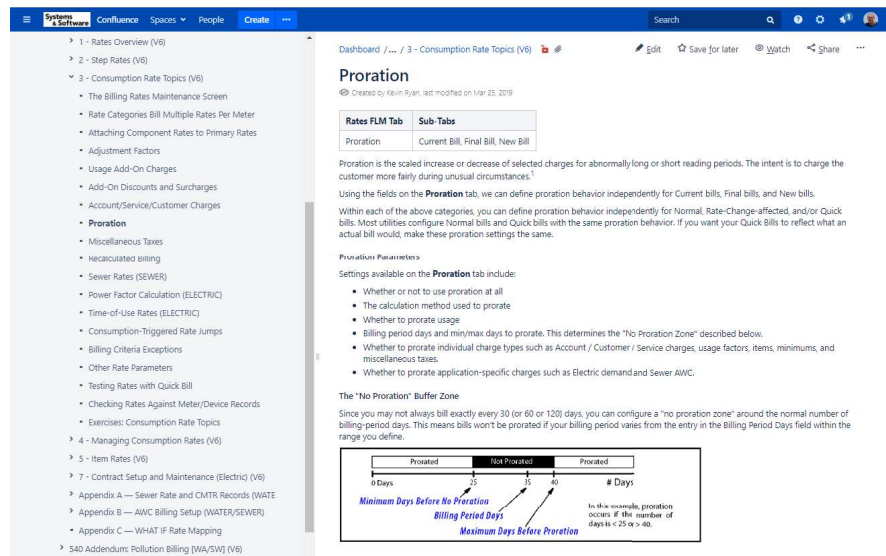 Systems & Software Confluence Spaces People Create ··· Search 1
1 - Rates Overview (V6)
2 - Step Rates (V6)
3 - Consumption Rate Topics (V6)
The Billing Rates Maintenance Screen
Rate Categories Bill Multiple Rates Per Meter
Attaching Component Rates to Primary Rates
Adjustment Factors
Usage Add-On Charges
Add-On Discounts and Surcharges
Account/Service/Customer Charges
Proration
Miscellaneous Taxes
Recalculated Billing
Sewer Rates (SEWER)
Power Factor Calculation (ELECTRIC)
Time-of-Use Rates (ELECTRIC)
Consumption-Triggered Rate Jumps
Billing Criteria Exceptions
Other Rate Parameters
Testing Rates with Quick Bill
Checking Rates Against Meter/Device Records
Exercises: Consumption Rate Topics
4 - Managing Consumption Rates (V6)
5 - Item Rates (V6)
7 - Contract Setup and Maintenance (Electric) (V6)
Appendix A — Sewer Rate and CMTR Records (WATE
Appendix B — AWC Billing Setup (WATER/SEWER)
Appendix C — WHAT IF Rate Mapping
540 Addendum: Pollution Billing [WA/SW] (V6)
Dashboard /... / 3 - Consumption Rate Topics (V6) Edit Save for later Watch Share ···
Proration
Created by Kevin Ryan, last modified on Mar 25, 2019
Rates FLM Tab Sub-Tabs
Proration Current Bill, Final Bill, New Bill
Proration is the scaled increase or decrease of selected charges for abnormally long or short reading periods. The intent is to charge the
customer more fairly during unusual circumstances.1
Using the fields on the Proration tab, we can define proration behavior independently for Current bills, Final bills, and New bills.
Within each of the above categories, you can define proration behavior independently for Normal, Rate-Change-affected, and/or Quick
bills. Most utilities configure Normal bills and Quick bills with the same proration behavior. If you want your Quick Bills to reflect what an
actual bill would, make these proration settings the same.
Proration Parameters
Settings available on the Proration tab include:
Whether or not to use proration at all
The calculation method used to prorate
Whether to prorate usage
Billing period days and min/max days to prorate. This determines the "No Proration Zone" described below.
Whether to prorate individual charge types such as Account / Customer / Service charges, usage factors, items, minimums, and
miscellaneous taxes.
Whether to prorate application-specific charges such as Electric demand and Sewer AWC.
The "No Proration" Buffer Zone
Since you may not always bill exactly every 30 (or 60 or 120) days, you can configure a "no proration zone" around the normal number of
billing-period days. This means bills won't be prorated if your billing period varies from the entry in the Billing Period Days field within the
range you define.
Prorated Not Prorated Prorated
0 Days 25 35 40 # Days
Minimum Days Before No Proration
Billing Period Days
Maximum Days Before Proration
In this example, proration
occurs if the number of
days is < 25 or > 40.